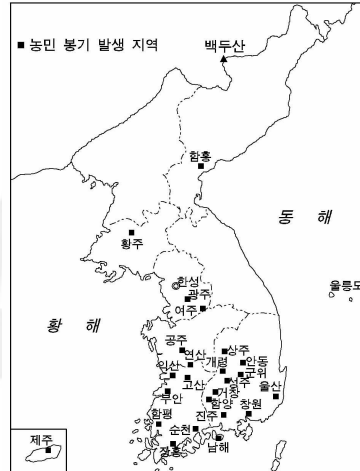 ■ 농민 봉기 발생 지역
백두산
함흥
동 해
황주
한성
광주
여주
울릉도
황 해
공주
연산
상주
안동
개령
군위
익산
성주
고산
거창
울산
부안
함양
창원
함평
진주
순천
장흥
남해
제주